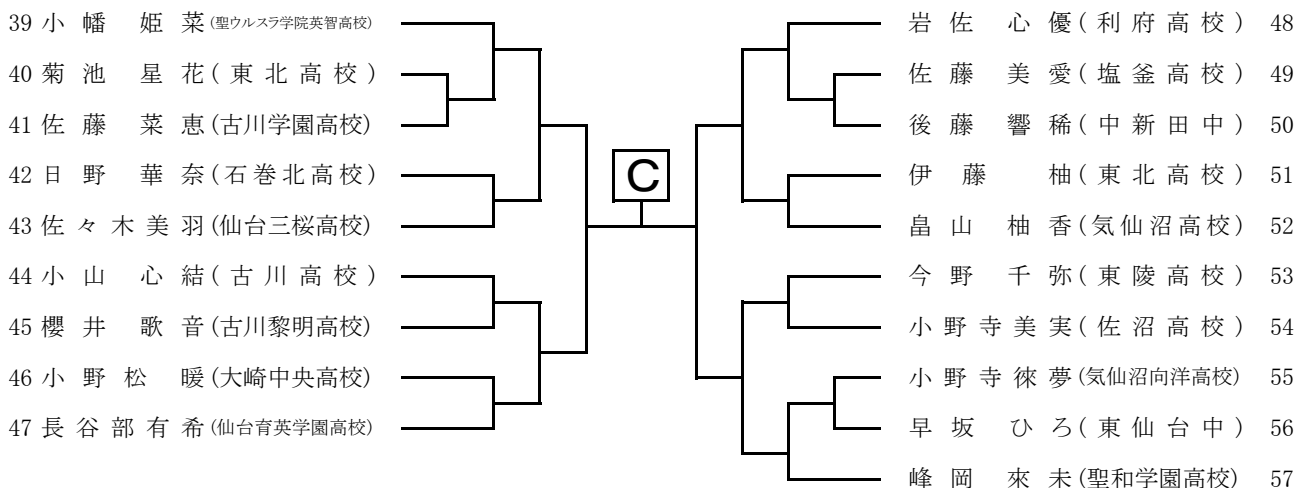 39 小幡 姫菜(聖ウルスラ学院英智高校)
40 菊池星花(東北高校)
41 佐藤菜恵(古川学園高校)
42 日野華奈(石巻北高校)
43 佐々木美羽(仙台三桜高校)
44 小山心結(古川高校)
45 櫻井歌音(古川黎明高校)
46 小野松暖(大崎中央高校)
47 長谷部有希(仙台育英学園高校)
C
岩佐心優(利府高校) 48
佐藤美愛(塩釜高校) 49
後藤響稀(中新田中) 50
伊藤柚(東北高校) 51
畠山柚香(気仙沼高校) 52
今野千弥(東陵高校) 53
小野寺美実(佐沼高校) 54
小野寺徠夢(気仙沼向洋高校) 55
早坂ひろ(東仙台中) 56
峰岡來未(聖和学園高校) 57